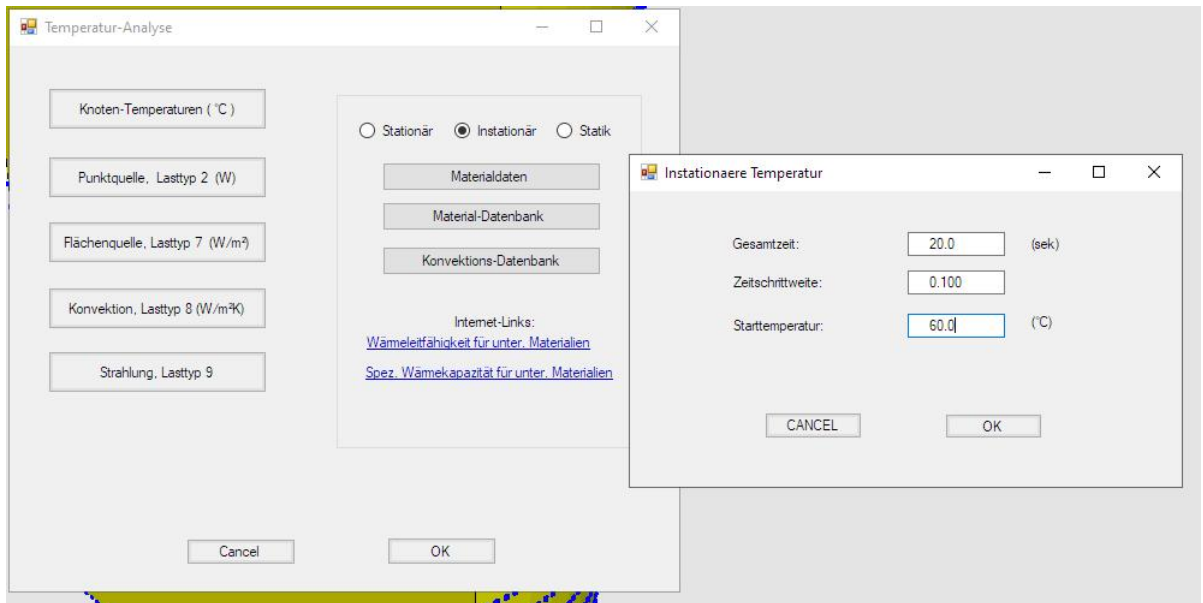 Temperatur-Analyse
Knoten-Temperaturen ( °C )
Punktquelle, Lasttyp 2 (W)
Flächenquelle, Lasttyp 7 (W/m²)
Konvektion, Lasttyp 8 (W/m²K)
Strahlung, Lasttyp 9
Stationär Instationär Statik
Materialdaten
Material-Datenbank
Konvektions-Datenbank
Internet-Links:
Wärmeleitfähigkeit für unter. Materialien
Spez. Wärmekapazität für unter. Materialien
Cancel OK
Instationaere Temperatur
Gesamtzeit: 20.0 (sek)
Zeitschrittweite: 0.100
Starttemperatur: 60.0 (°C)
CANCEL OK